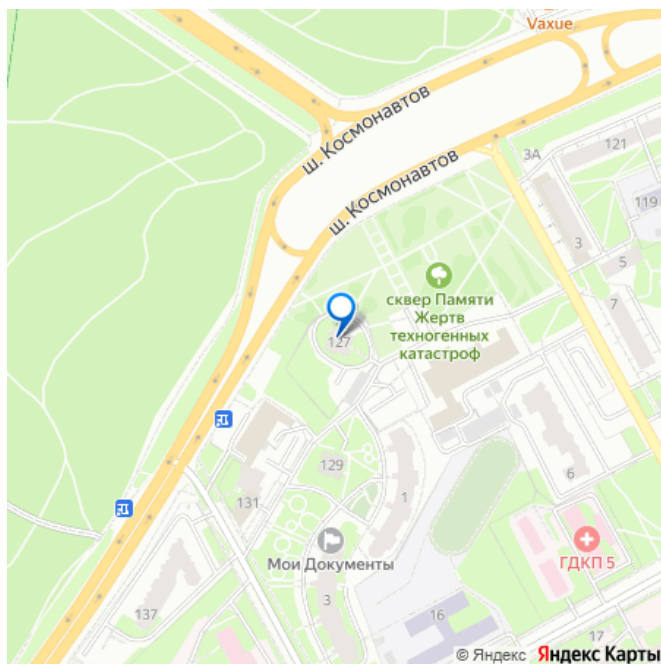 Vaxue
ш. Космонавтов
ш. Космонавтов
3А
121
119
3
5
сквер Памяти
Жертв
техногенных
катастроф
7
127
129
131
1
6
Мои Документы
ГДКП 5
3
137
16
17
© Яндекс Яндекс Карты